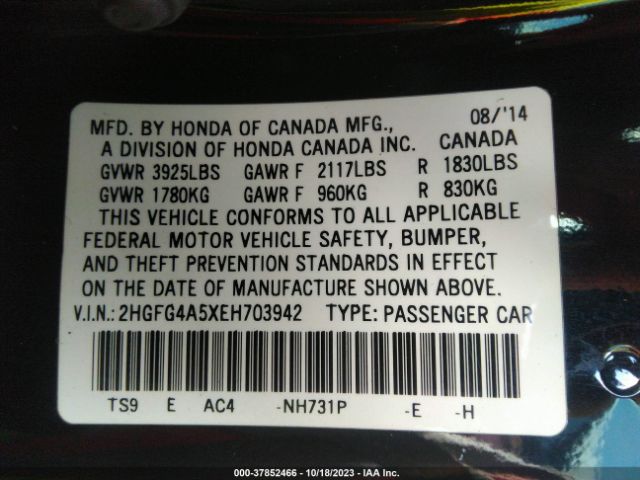 08/'14
MFD. BY HONDA OF CANADA MFG.,
A DIVISION OF HONDA CANADA INC. CANADA
GVWR 3925LBS GAWR F 2117LBS R 1830LBS
GVWR 1780KG GAWR F 960KG R 830KG
THIS VEHICLE CONFORMS TO ALL APPLICABLE
FEDERAL MOTOR VEHICLE SAFETY, BUMPER,
AND THEFT PREVENTION STANDARDS IN EFFECT
ON THE DATE OF MANUFACTURE SHOWN ABOVE.
V.I.N.: 2HGFG4A5XEH703942 TYPE: PASSENGER CAR
TS9 E AC4 -NH731P -E -H
000-37852466 - 10/18/2023 - IAA Inc.